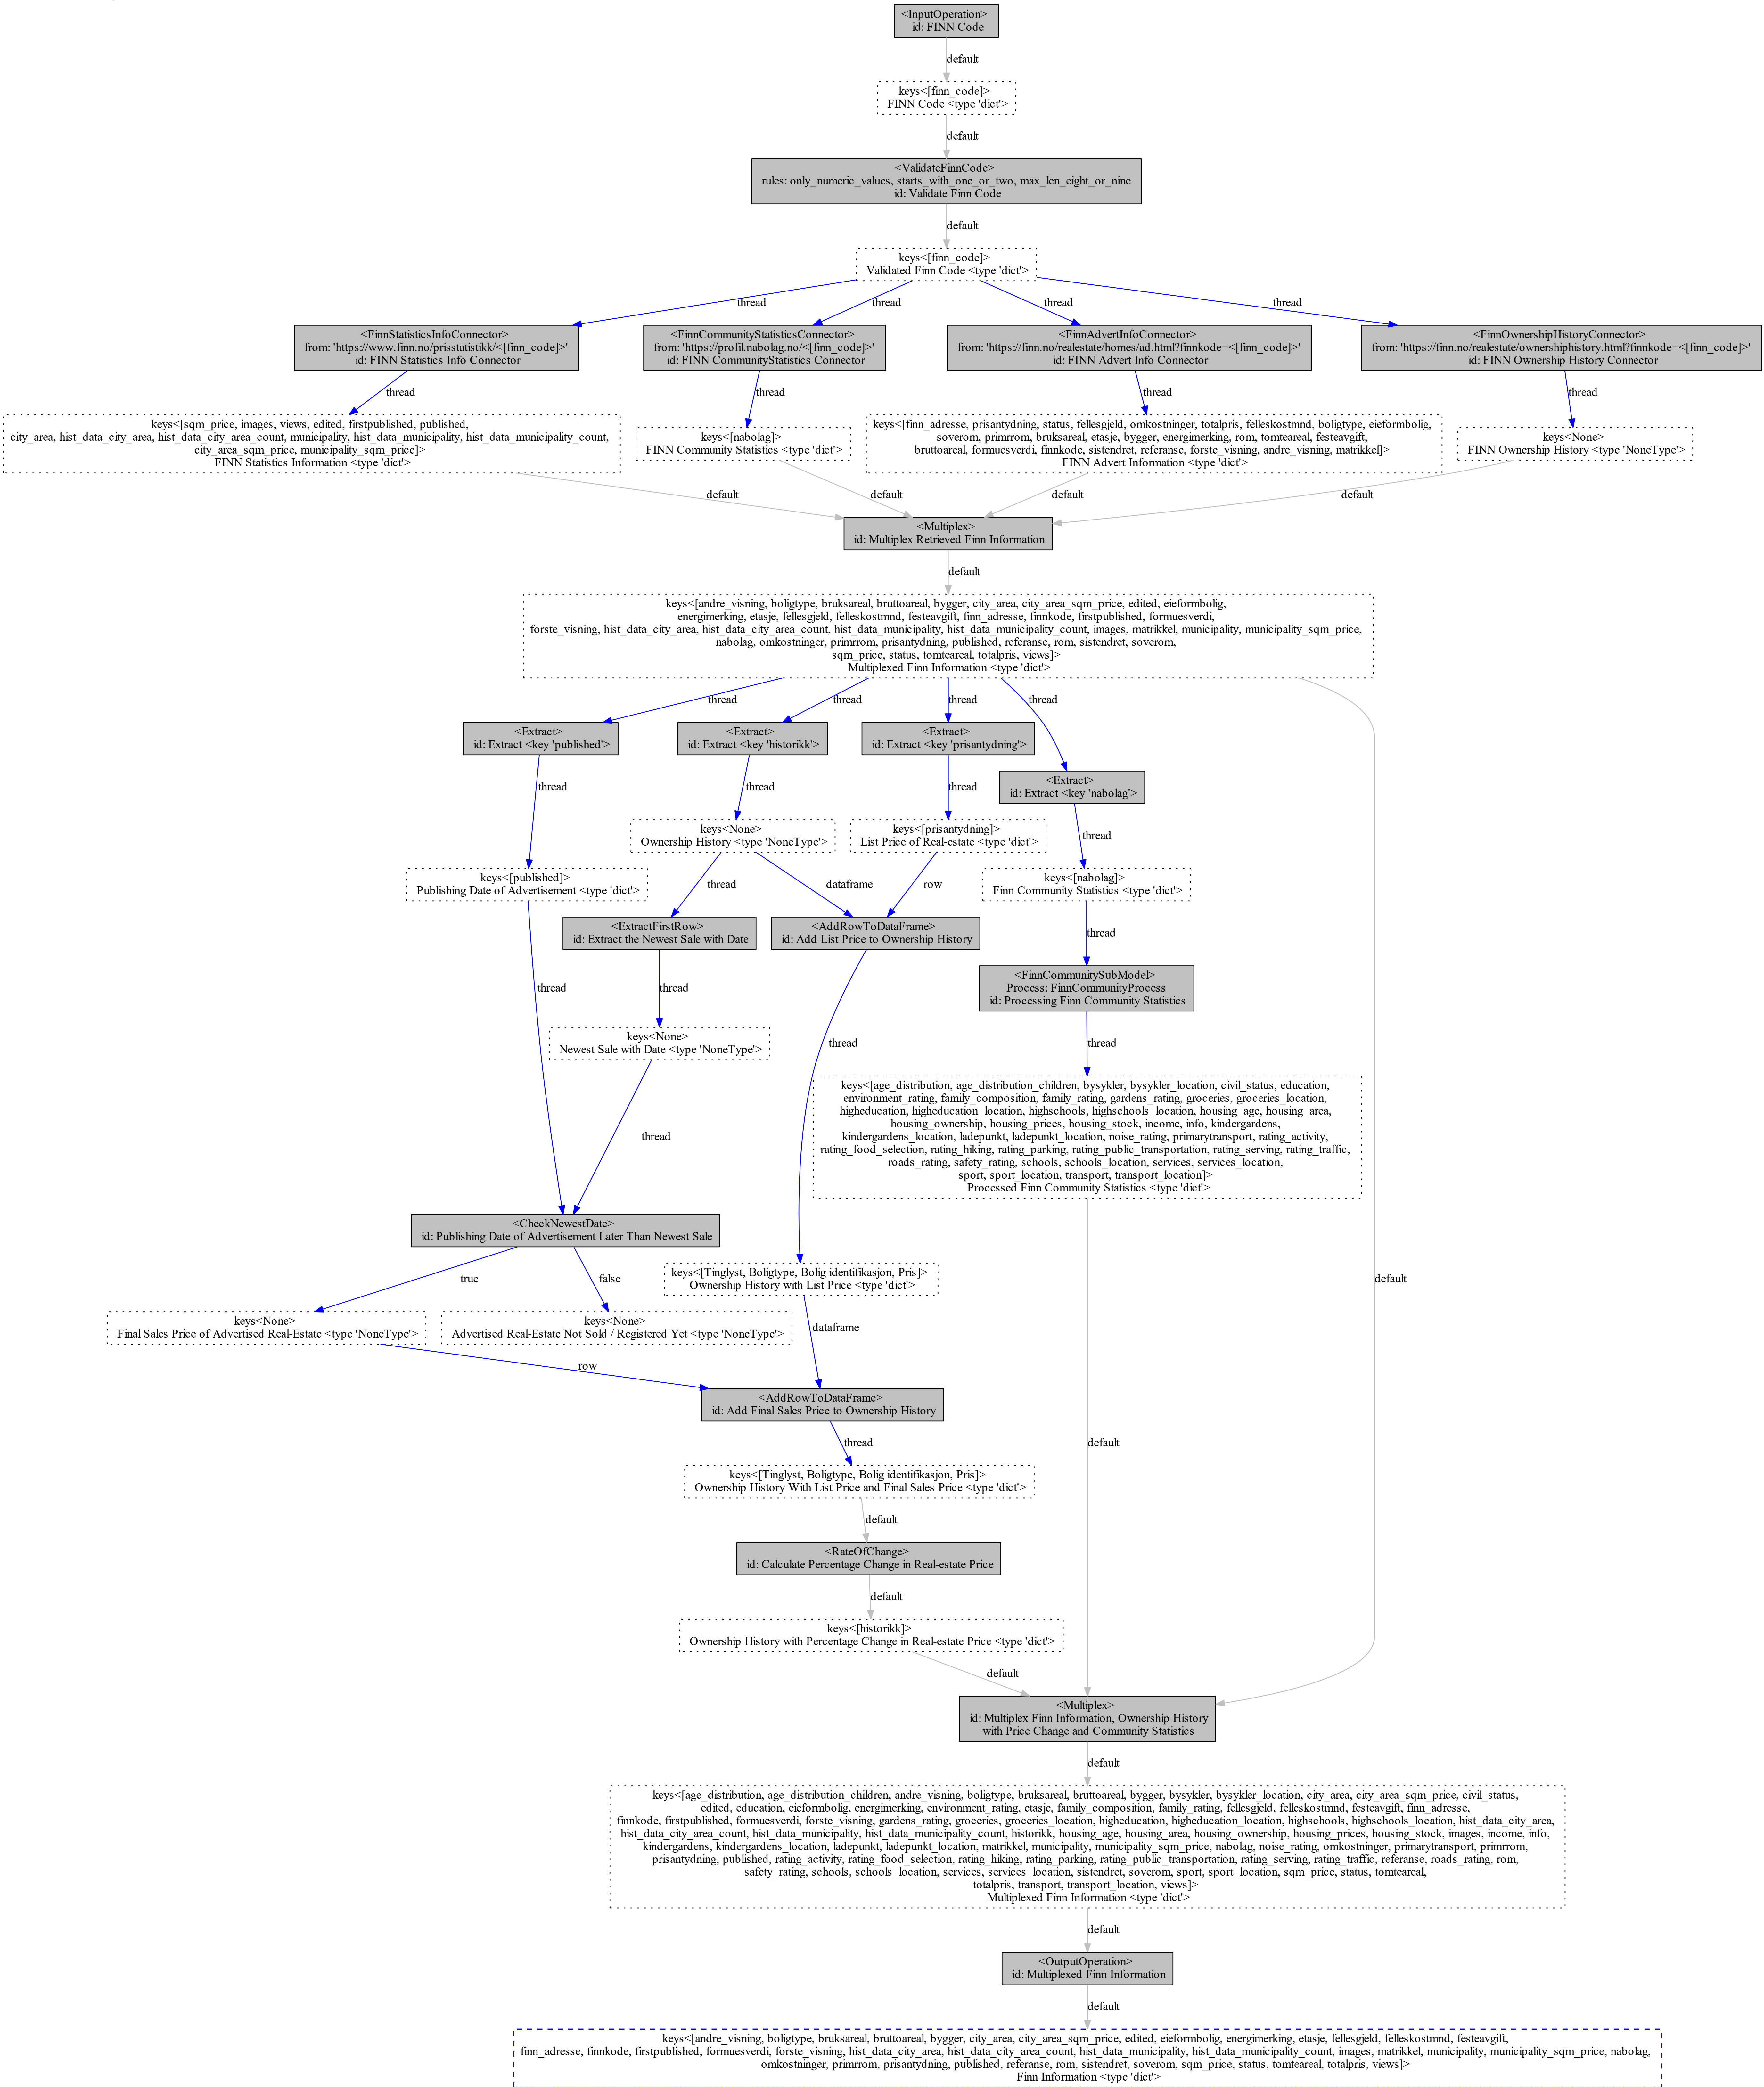 <InputOperation>
id: FINN Code
default
keys<[finn_code]>
FINN Code <type 'dict'>
default
<ValidateFinnCode>
rules: only_numeric_values, starts_with_one_or_two, max_len_eight_or_nine
id: Validate Finn Code
default
keys<[finn_code]>
Validated Finn Code <type 'dict'>
thread
thread
thread
thread
<FinnStatisticsInfoConnector>
from: 'https://www.finn.no/prisstatistikk/<[finn_code]>'
id: FINN Statistics Info Connector
<FinnCommunityStatisticsConnector>
from: 'https://profil.nabolag.no/<[finn_code]>'
id: FINN CommunityStatistics Connector
<FinnAdvertInfoConnector>
from: 'https://finn.no/realestate/homes/ad.html?finnkode=<[finn_code]>'
id: FINN Advert Info Connector
<FinnOwnershipHistoryConnector>
from: 'https://finn.no/realestate/ownershiphistory.html?finnkode=<[finn_code]>'
id: FINN Ownership History Connector
thread
thread
thread
thread
keys<[sqm_price, images, views, edited, firstpublished, published,
city_area, hist_data_city_area, hist_data_city_area_count, municipality, hist_data_municipality, hist_data_municipality_count,
city_area_sqm_price, municipality_sqm_price]>
FINN Statistics Information <type 'dict'>
keys<[nabolag]>
FINN Community Statistics <type 'dict'>
keys<[finn_adresse, prisantydning, status, fellesgjeld, omkostninger, totalpris, felleskostmnd, boligtype, eieformbolig,
soverom, primrrom, bruksareal, etasje, bygger, energimerking, rom, tomteareal, festeavgift,
bruttoareal, formuesverdi, finnkode, sistendret, referanse, forste_visning, andre_visning, matrikkel]>
FINN Advert Information <type 'dict'>
keys<None>
FINN Ownership History <type 'NoneType'>
default
default
default
default
<Multiplex>
id: Multiplex Retrieved Finn Information
default
keys<[andre_visning, boligtype, bruksareal, bruttoareal, bygger, city_area, city_area_sqm_price, edited, eieformbolig,
energimerking, etasje, fellesgjeld, felleskostmnd, festeavgift, finn_adresse, finnkode, firstpublished, formuesverdi,
forste_visning, hist_data_city_area, hist_data_city_area_count, hist_data_municipality, hist_data_municipality_count, images, matrikkel, municipality, municipality_sqm_price,
nabolag, omkostninger, primrrom, prisantydning, published, referanse, rom, sistendret, soverom,
sqm_price, status, tomteareal, totalpris, views]>
Multiplexed Finn Information <type 'dict'>
thread
thread
thread
thread
<Extract>
id: Extract <key 'published'>
<Extract>
id: Extract <key 'historikk'>
<Extract>
id: Extract <key 'prisantydning'>
<Extract>
id: Extract <key 'nabolag'>
thread
thread
thread
thread
keys<None>
Ownership History <type 'NoneType'>
keys<[prisantydning]>
List Price of Real-estate <type 'dict'>
keys<[published]>
Publishing Date of Advertisement <type 'dict'>
thread
dataframe
row
keys<[nabolag]>
Finn Community Statistics <type 'dict'>
<ExtractFirstRow>
id: Extract the Newest Sale with Date
<AddRowToDataFrame>
id: Add List Price to Ownership History
thread
<FinnCommunitySubModel>
Process: FinnCommunityProcess
id: Processing Finn Community Statistics
thread
thread
keys<None>
Newest Sale with Date <type 'NoneType'>
thread
thread
keys<[age_distribution, age_distribution_children, bysykler, bysykler_location, civil_status, education,
environment_rating, family_composition, family_rating, gardens_rating, groceries, groceries_location,
higheducation, higheducation_location, highschools, highschools_location, housing_age, housing_area,
housing_ownership, housing_prices, housing_stock, income, info, kindergardens,
kindergardens_location, ladepunkt, ladepunkt_location, noise_rating, primarytransport, rating_activity,
rating_food_selection, rating_hiking, rating_parking, rating_public_transportation, rating_serving, rating_traffic,
roads_rating, safety_rating, schools, schools_location, services, services_location,
sport, sport_location, transport, transport_location]>
Processed Finn Community Statistics <type 'dict'>
thread
<CheckNewestDate>
id: Publishing Date of Advertisement Later Than Newest Sale
true
false
keys<[Tinglyst, Boligtype, Bolig identifikasjon, Pris]>
Ownership History with List Price <type 'dict'>
default
keys<None>
Final Sales Price of Advertised Real-Estate <type 'NoneType'>
keys<None>
Advertised Real-Estate Not Sold / Registered Yet <type 'NoneType'>
dataframe
row
<AddRowToDataFrame>
id: Add Final Sales Price to Ownership History
thread
default
keys<[Tinglyst, Boligtype, Bolig identifikasjon, Pris]>
Ownership History With List Price and Final Sales Price <type 'dict'>
default
<RateOfChange>
id: Calculate Percentage Change in Real-estate Price
default
keys<[historikk]>
Ownership History with Percentage Change in Real-estate Price <type 'dict'>
default
<Multiplex>
id: Multiplex Finn Information, Ownership History
with Price Change and Community Statistics
default
keys<[age_distribution, age_distribution_children, andre_visning, boligtype, bruksareal, bruttoareal, bygger, bysykler, bysykler_location, city_area, city_area_sqm_price, civil_status,
edited, education, eieformbolig, energimerking, environment_rating, etasje, family_composition, family_rating, fellesgjeld, felleskostmnd, festeavgift, finn_adresse,
finnkode, firstpublished, formuesverdi, forste_visning, gardens_rating, groceries, groceries_location, higheducation, higheducation_location, highschools, highschools_location, hist_data_city_area,
hist_data_city_area_count, hist_data_municipality, hist_data_municipality_count, historikk, housing_age, housing_area, housing_ownership, housing_prices, housing_stock, images, income, info,
kindergardens, kindergardens_location, ladepunkt, ladepunkt_location, matrikkel, municipality, municipality_sqm_price, nabolag, noise_rating, omkostninger, primarytransport, primrrom,
prisantydning, published, rating_activity, rating_food_selection, rating_hiking, rating_parking, rating_public_transportation, rating_serving, rating_traffic, referanse, roads_rating, rom,
safety_rating, schools, schools_location, services, services_location, sistendret, soverom, sport, sport_location, sqm_price, status, tomteareal,
totalpris, transport, transport_location, views]>
Multiplexed Finn Information <type 'dict'>
default
<OutputOperation>
id: Multiplexed Finn Information
default
keys<[andre_visning, boligtype, bruksareal, bruttoareal, bygger, city_area, city_area_sqm_price, edited, eieformbolig, energimerking, etasje, fellesgjeld, felleskostmnd, festeavgift,
finn_adresse, finnkode, firstpublished, formuesverdi, forste_visning, hist_data_city_area, hist_data_city_area_count, hist_data_municipality, hist_data_municipality_count, images, matrikkel, municipality, municipality_sqm_price, nabolag,
omkostninger, primrrom, prisantydning, published, referanse, rom, sistendret, soverom, sqm_price, status, tomteareal, totalpris, views]>
Finn Information <type 'dict'>